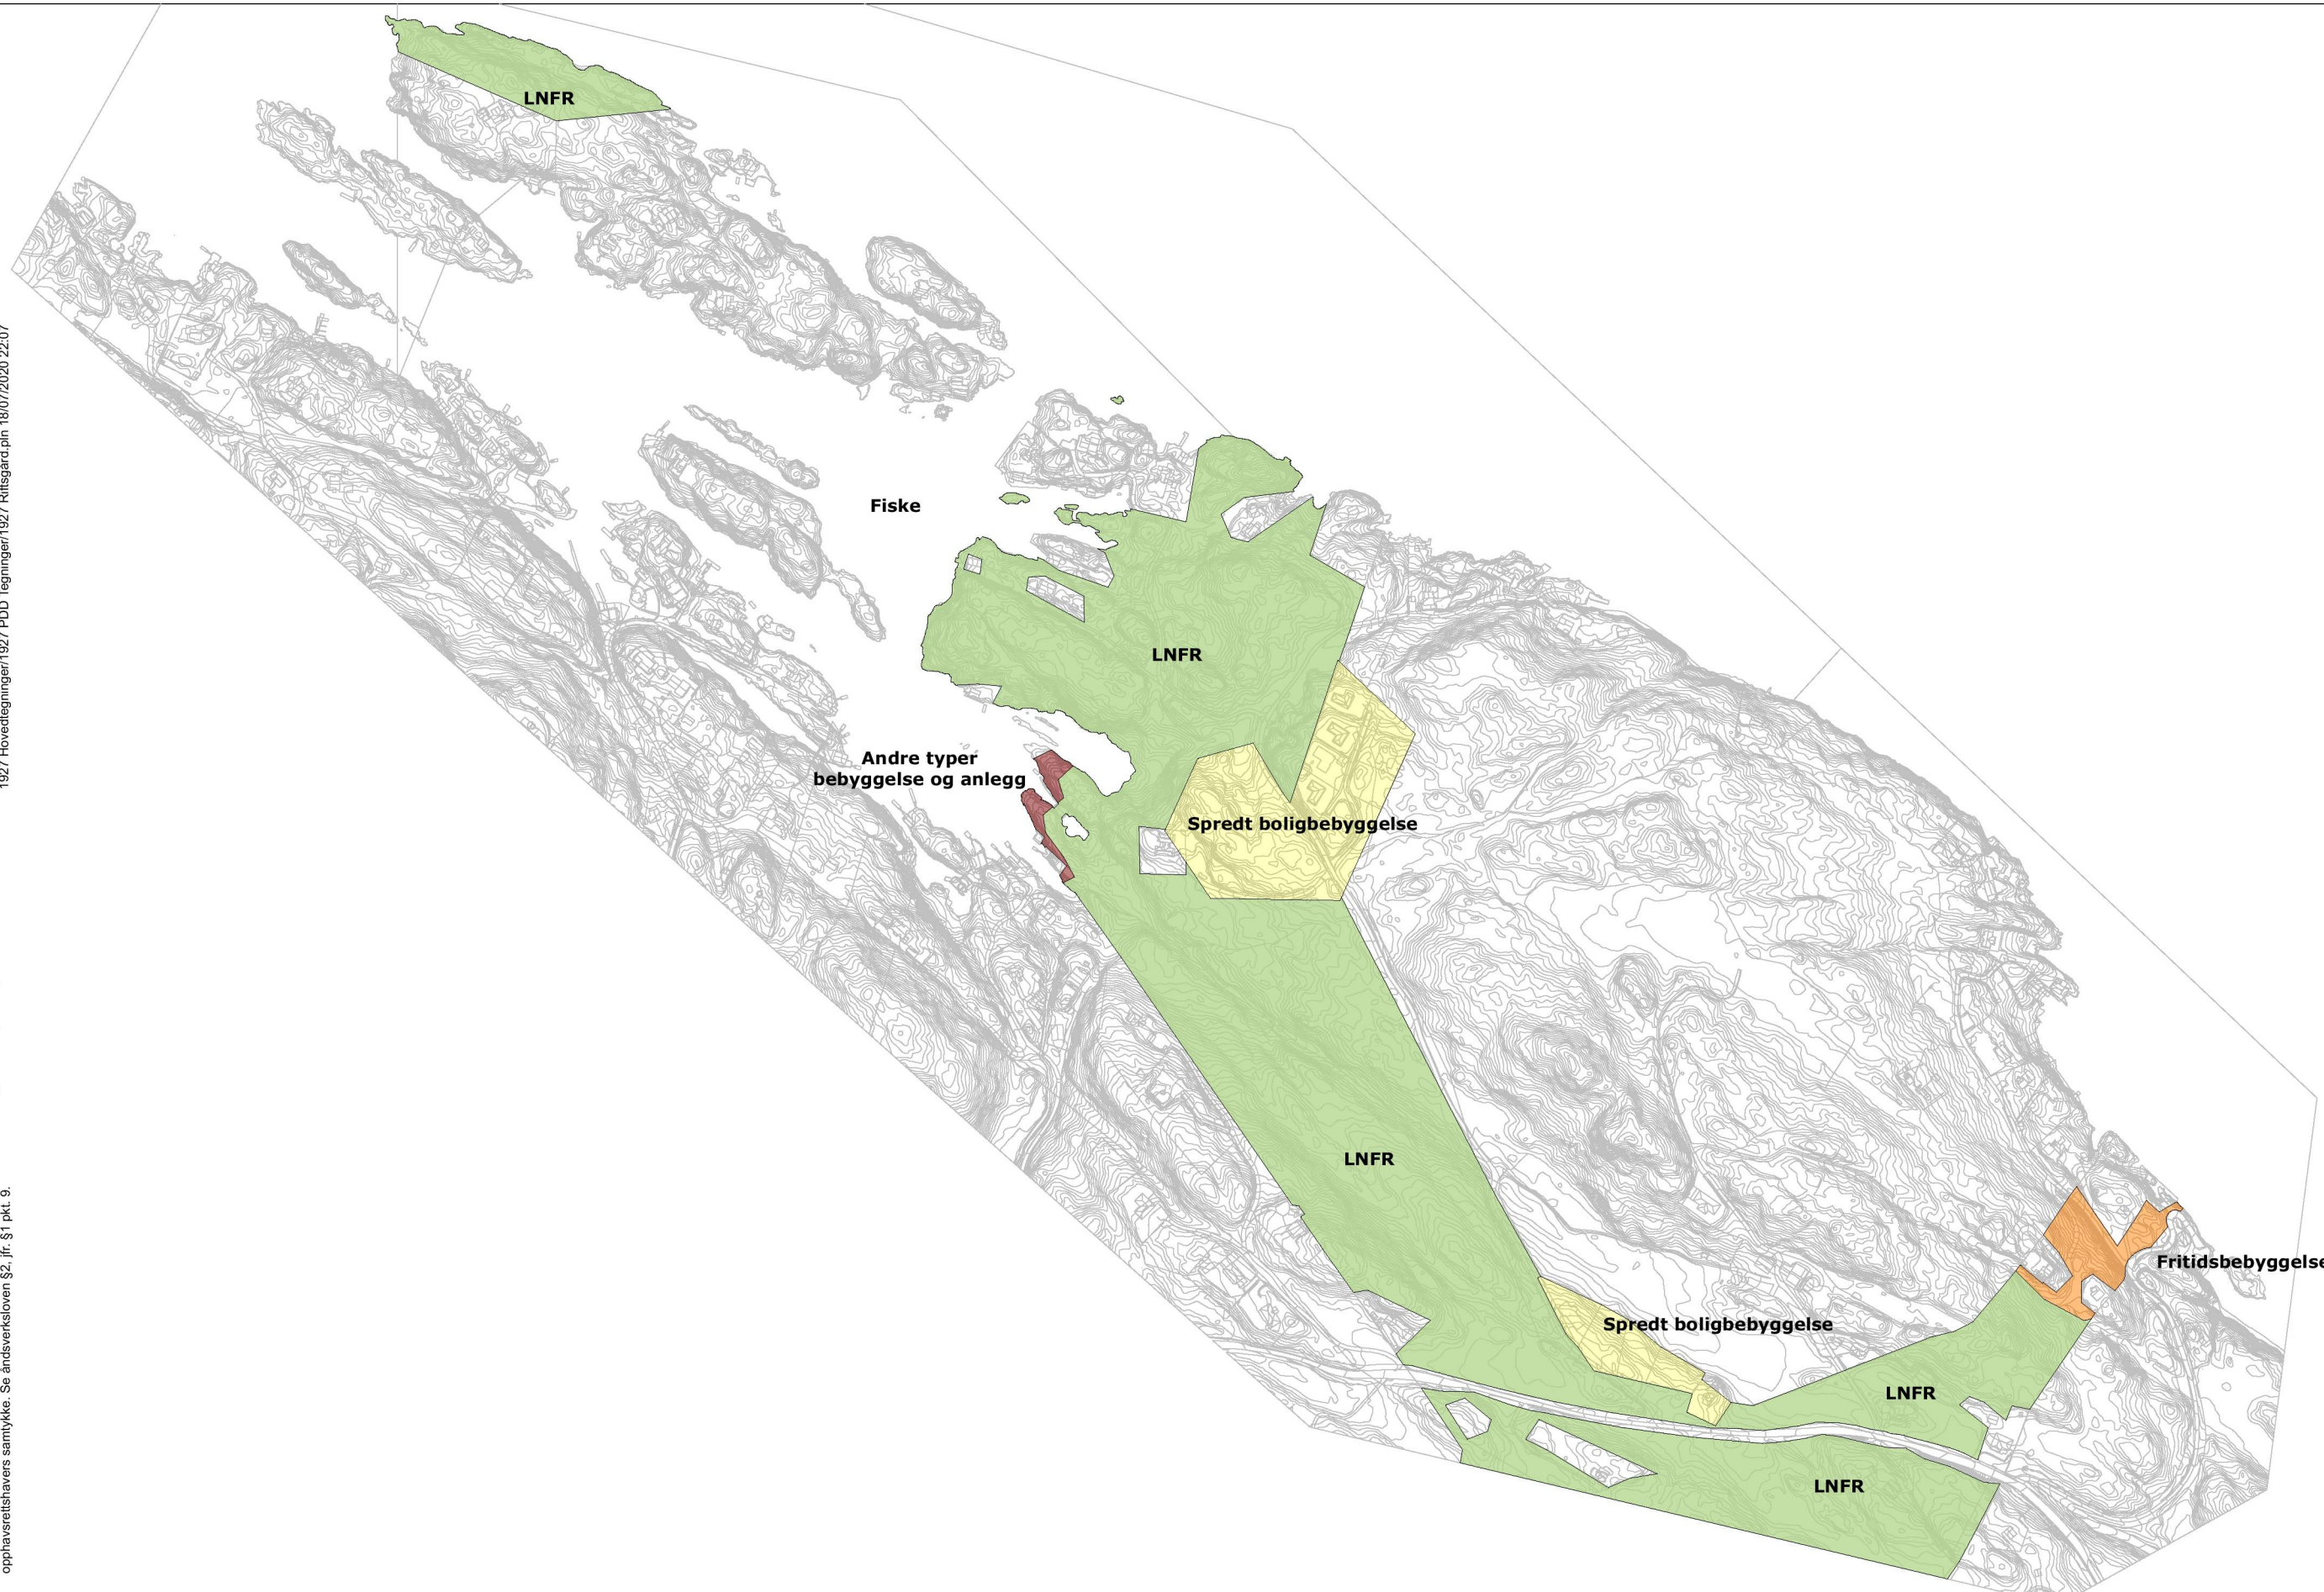 LNFR
Fiske
LNFR
Andre typer
bebyggelse og anlegg
Spredt boligbebyggelse
LNFR
Fritidsbebyggelse
Spredt boligbebyggelse
LNFR
LNFR
1927 Hovedtegninger/1927 PDD Tegninger/1927 Riftsgård.pln 18/07/2020 22:07
opphavsrettshavers samtykke. Se åndsverksloven §2, jfr. §1 pkt. 9.